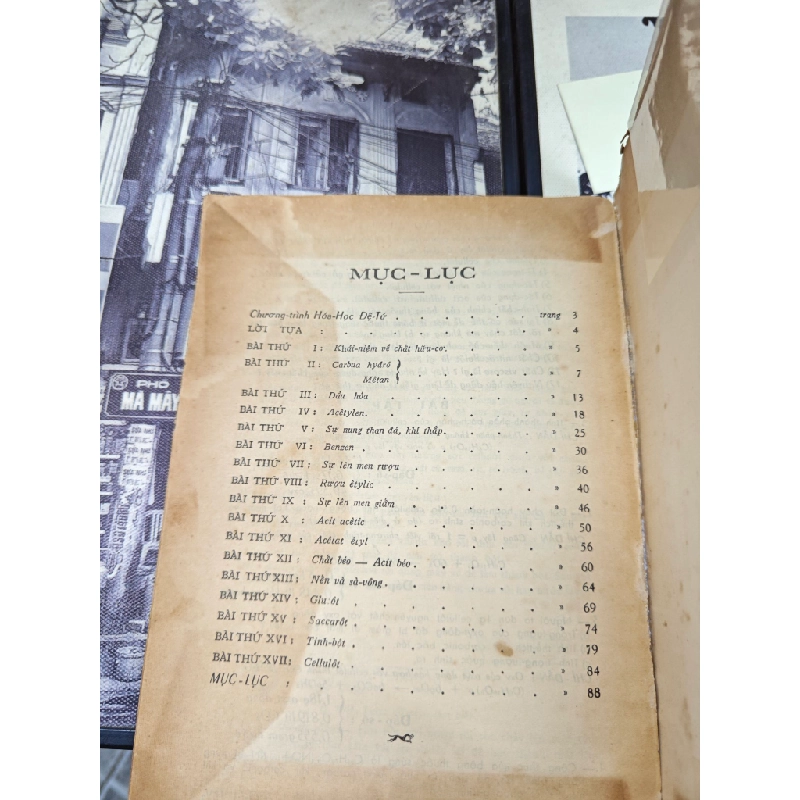 PHỐ
MÃ MÂY
MỤC-LỤC
Chương-trình Hóa-Học Đệ-Tứ . . . . . . trang 3
LỜI TỰA : . . . . . . . » 4
BÀI THỨ I: Khái-niệm về chất hữu-cơ. . . . . » 5
BÀI THỨ II: Carbua hydrô
Mêtan } . . . . . » 7
BÀI THỨ III: Dầu hỏa . . . . . . » 13
BÀI THỨ IV: Acêtylen. . . . . . » 18
BÀI THỨ V: Sự nung than đá, khí thắp. . . . » 25
BÀI THỨ VI: Benzen . . . . . . » 30
BÀI THỨ VII: Sự lên men rượu . . . . . » 36
BÀI THỨ VIII: Rượu êtylic . . . . . » 40
BÀI THỨ IX : Sự lên men giấm . . . . . » 46
BÀI THỨ X : Acit acêtic . . . . . » 50
BÀI THỨ XI : Acêtat êtyl . . . . . » 56
BÀI THỨ XII: Chất béo — Acit béo . . . . . » 60
BÀI THỨ XIII: Nến và sà-vông . . . . . » 64
BÀI THỨ XIV: Glucôt . . . . . . » 69
BÀI THỨ XV: Saccarôt . . . . . . » 74
BÀI THỨ XVI: Tinh-bột . . . . . . » 79
BÀI THỨ XVII: Cellulôt . . . . . . » 84
MỤC-LỤC : . . . . . . . » 88